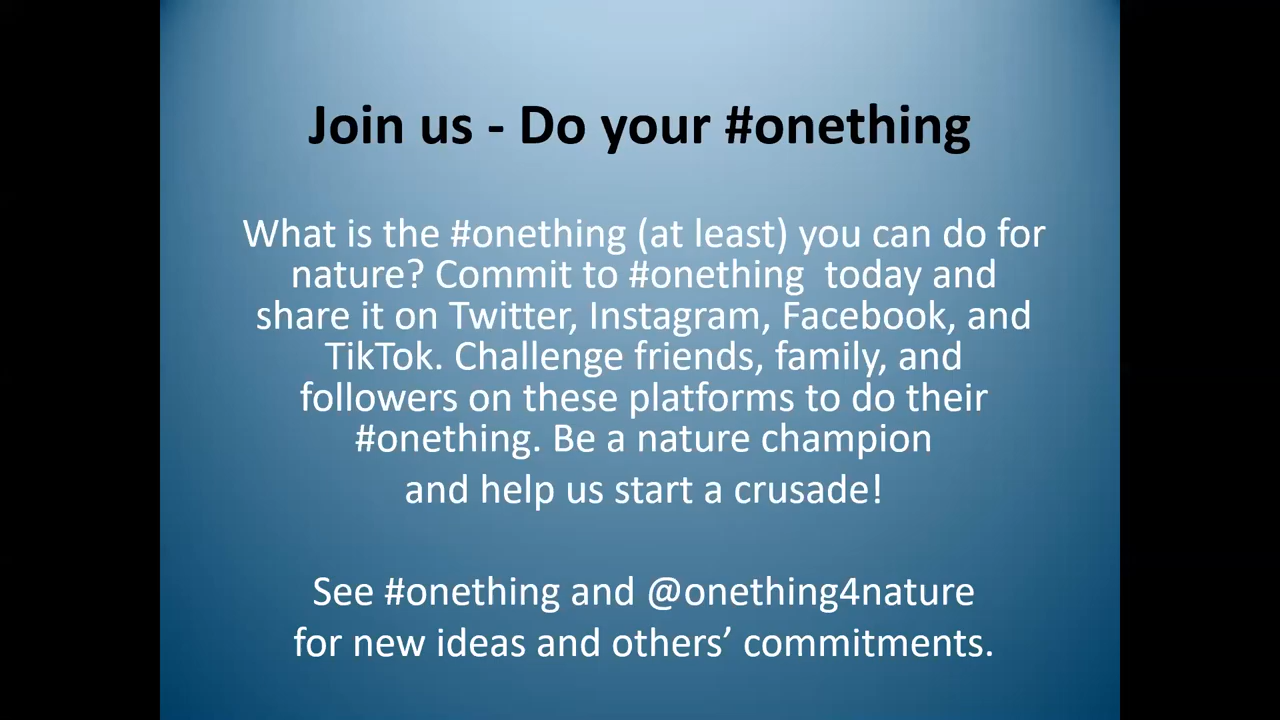 Join us - Do your #onething
What is the #onething (at least) you can do for
nature? Commit to #onething  today and
share it on Twitter, Instagram, Facebook, and
TikTok. Challenge friends, family, and
followers on these platforms to do their
#onething. Be a nature champion
and help us start a crusade!
See #onething and @onething4nature
for new ideas and others’ commitments.